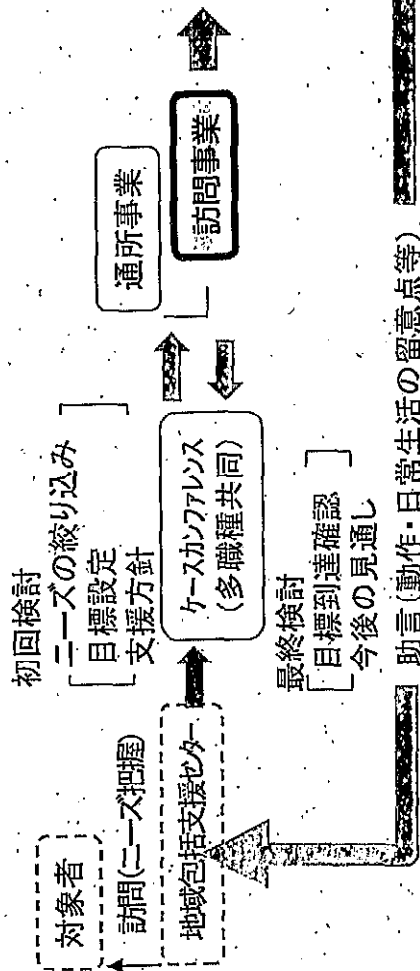 対象者
訪問(ニーズ把握)
地域包括支援センター
初回検討
ニーズの絞り込み
目標設定
支援方針
ケースカンファレンス
(多職種共同)
最終検討
目標到達確認
今後の見通し
通所事業
訪問事業
助言(動作・日常生活の留意点等)